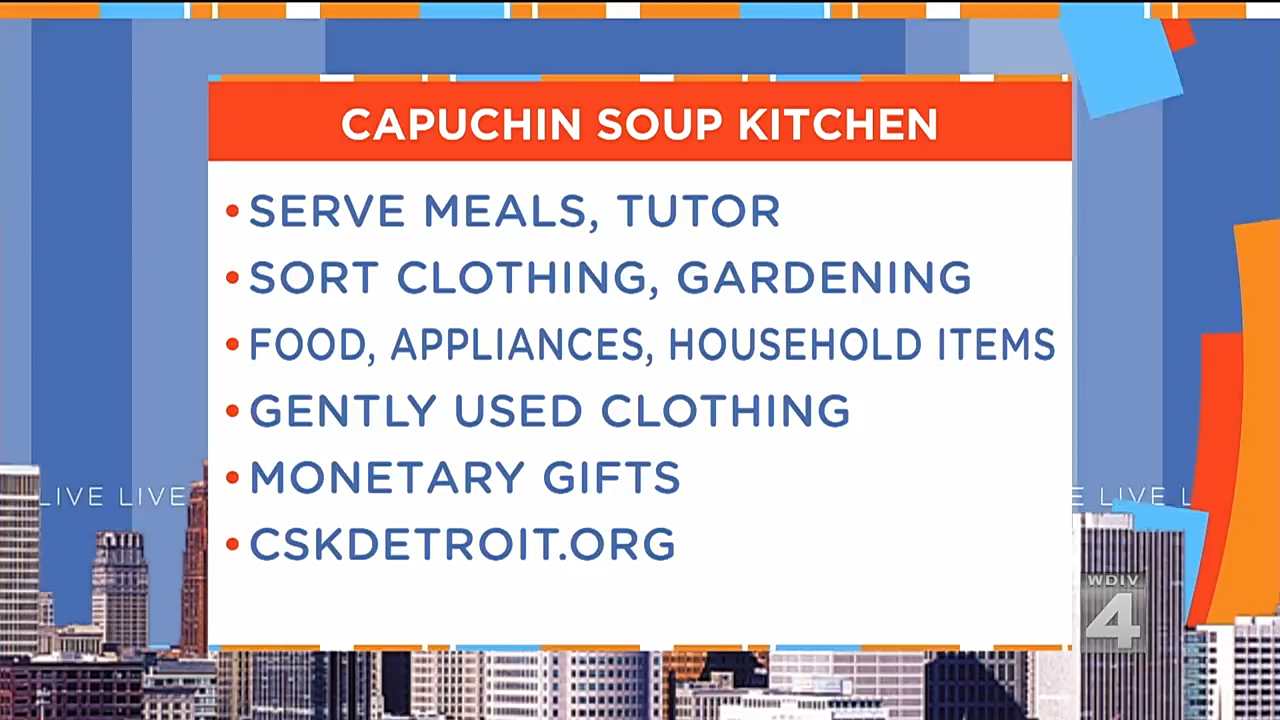 CAPUCHIN SOUP KITCHEN
• SERVE MEALS, TUTOR
• SORT CLOTHING, GARDENING
• FOOD, APPLIANCES, HOUSEHOLD ITEMS
• GENTLY USED CLOTHING
• MONETARY GIFTS
LIVE LIVE
E LIVE L
• CSKDETROIT.ORG
WDIV
4